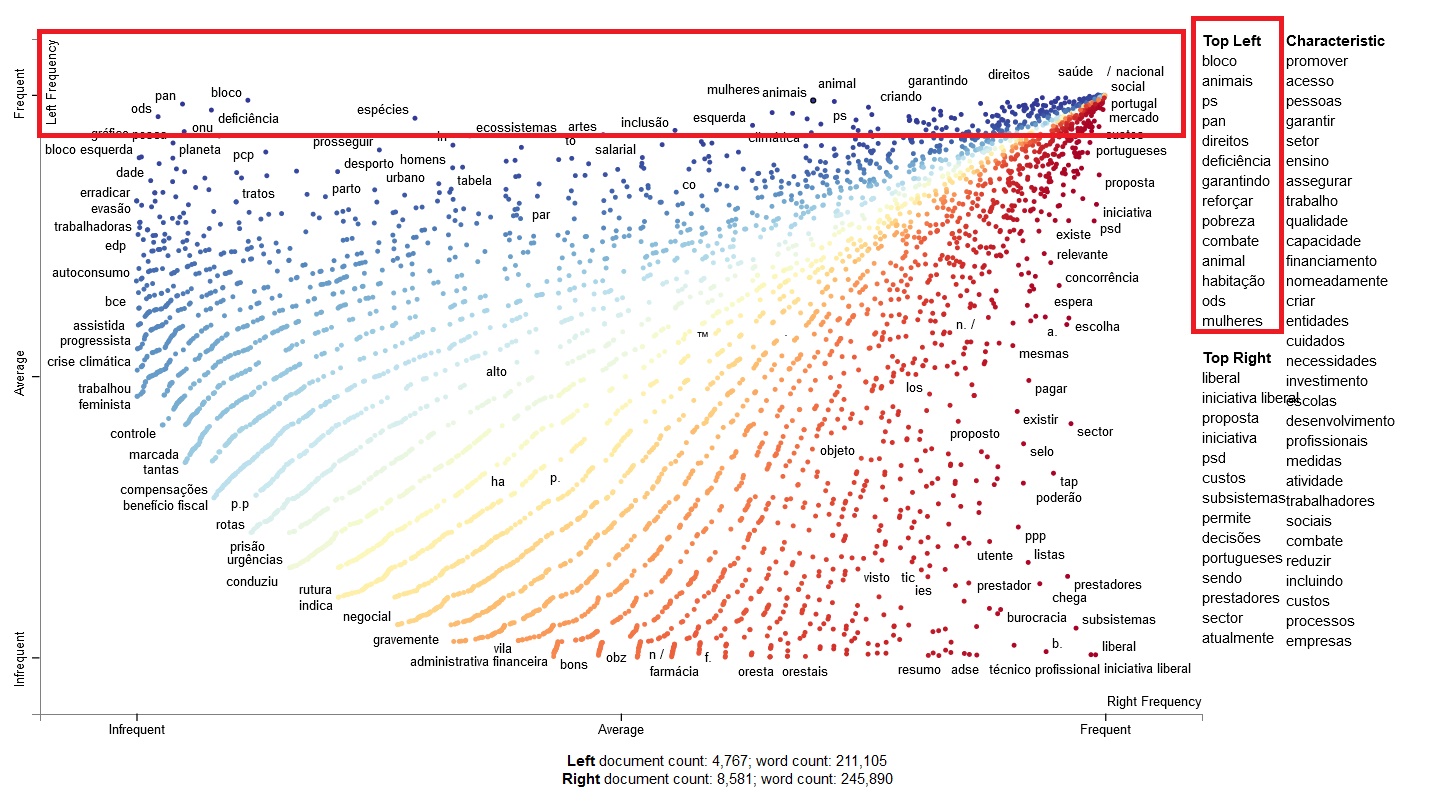 Frequent
Left Frequency
Average
Infrequent
pan
bloco
ods
deficiência
onu
espécies
mulheres
animais
animal
garantindo
direitos
saúde
/ nacional
social
criando
portugal
mercado
esquerda
ps
inclusão
artes
ecossistemas
to
climática
prosseguir
bloco esquerda
planeta
pcp
salarial
portugueses
dade
desporto
homens
urbano
tabela
co
proposta
erradicar
tratos
parto
evasão
par
iniciativa
psd
trabalhadoras
existe
edp
relevante
autoconsumo
concorrência
bce
espera
assistida
progressista
™
n. /
a.
escolha
crise climática
mesmas
alto
trabalhou
feminista
los
pagar
controle
existir
sector
proposto
marcada
tantas
objeto
selo
compensações
benefício fiscal
p.p
ha
p.
tap
poderão
rotas
prisão
urgências
ppp
utente
listas
conduziu
visto
tic
ies
prestador
prestadores
chega
rutura
indica
negocial
burocracia
subsistemas
gravemente
vila
administrativa financeira
bons
obz
n /
farmácia
f.
oresta
orestais
resumo
adse
técnico profissional
b.
liberal
iniciativa liberal
Right Frequency
Infrequent
Average
Frequent
Left document count: 4,767; word count: 211,105
Right document count: 8,581; word count: 245,890
Top Left
bloco
animais
ps
pan
direitos
deficiência
garantindo
reforçar
pobreza
combate
animal
habitação
ods
mulheres
Top Right
liberal
iniciativa liberal
proposta
iniciativa
psd
custos
subsistemas
permite
decisões
portugueses
sendo
prestadores
sector
atualmente
Characteristic
promover
acesso
pessoas
garantir
setor
ensino
assegurar
trabalho
qualidade
capacidade
financiamento
nomeadamente
criar
entidades
cuidados
necessidades
investimento
escolas
desenvolvimento
profissionais
medidas
atividade
trabalhadores
sociais
combate
reduzir
incluindo
custos
processos
empresas